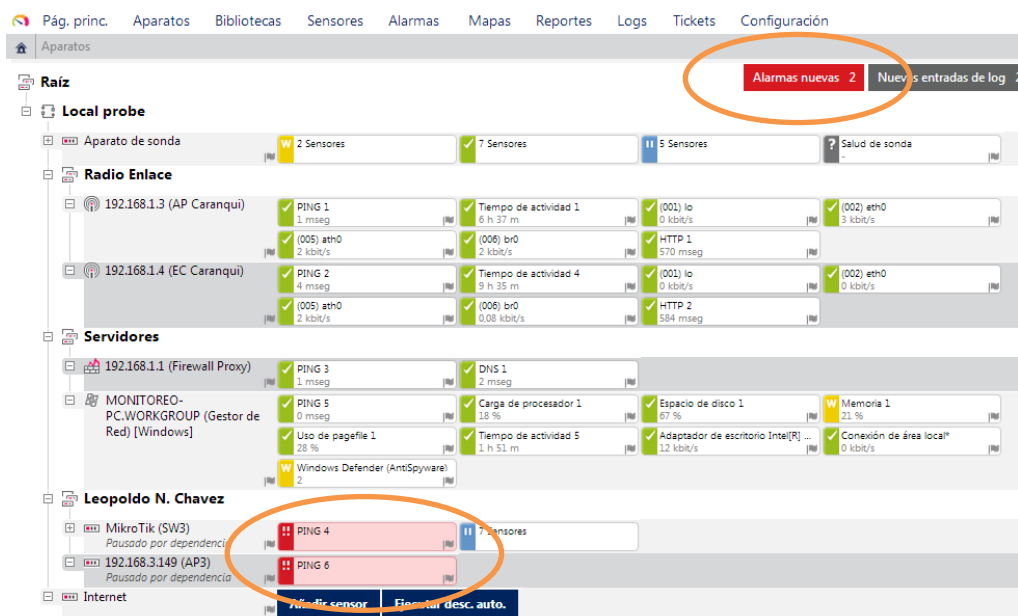 Pág. princ. Aparatos Bibliotecas Sensores Alarmas Mapas Reportes Logs Tickets Configuración
Aparatos
Raíz
Alarmas nuevas 2 Nuevas entradas de log 2
Local probe
Aparato de sonda W 2 Sensores 7 Sensores 5 Sensores ? Salud de sonda
-
Radio Enlace
192.168.1.3 (AP Caranqui) PING 1 Tiempo de actividad 1 (001) lo (002) eth0
1 mseg 6 h 37 m 0 kbit/s 3 kbit/s
(005) ath0 (006) br0 HTTP 1
2 kbit/s 2 kbit/s 570 mseg
192.168.1.4 (EC Caranqui) PING 2 Tiempo de actividad 4 (001) lo (002) eth0
4 mseg 9 h 35 m 0 kbit/s 0 kbit/s
(005) ath0 (006) br0 HTTP 2
2 kbit/s 0,08 kbit/s 584 mseg
Servidores
192.168.1.1 (Firewall Proxy) PING 3 DNS 1
1 mseg 2 mseg
MONITOREO-PC.WORKGROUP (Gestor de Red) [Windows] PING 5 Carga de procesador 1 Espacio de disco 1 W Memoria 1
0 mseg 18 % 67 % 21 %
Uso de pagefile 1 Tiempo de actividad 5 Adaptador de escritorio Intel[R] ... Conexión de área local*
28 % 1 h 51 m 12 kbit/s 0 kbit/s
W Windows Defender (AntiSpyware)
2
Leopoldo N. Chavez
MikroTik (SW3) !! PING 4 7 Sensores
Pausado por dependencia
192.168.3.149 (AP3) !! PING 6
Pausado por dependencia
Internet Añadir sensor Ejecutar desc. auto.